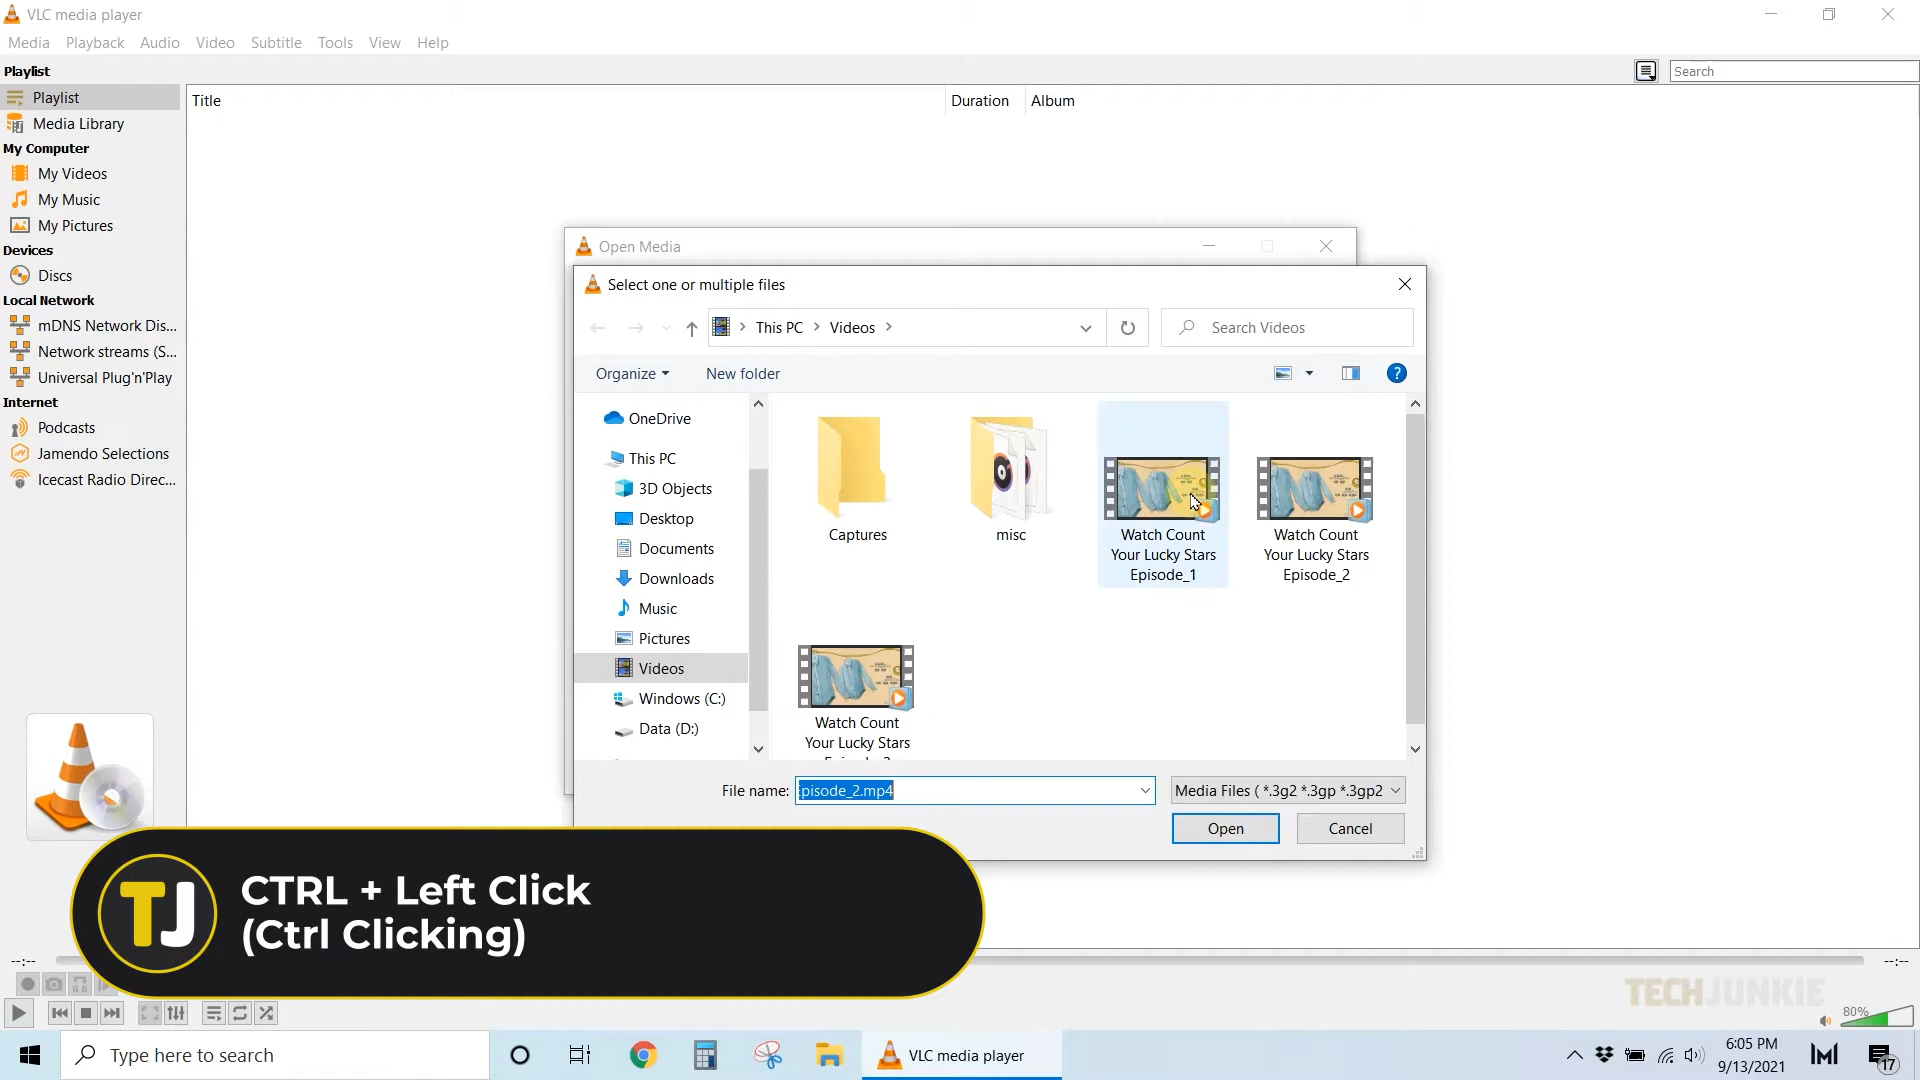 VLC media player
Media Playback Audio Video Subtitle Tools View Help
Playlist
Search
Playlist
Title Duration Album
Media Library
My Computer
My Videos
My Music
My Pictures
Devices
Discs
Local Network
mDNS Network Dis...
Network streams (S...
Universal Plug'n'Play
Internet
Podcasts
Jamendo Selections
Icecast Radio Direc...
Open Media
Select one or multiple files
This PC Videos
Search Videos
Organize New folder
OneDrive
This PC
3D Objects
Desktop
Documents
Downloads
Music
Pictures
Videos
Windows (C:)
Data (D:)
Captures
misc
Watch Count
Your Lucky Stars
Episode_1
Watch Count
Your Lucky Stars
Episode_2
Watch Count
Your Lucky Stars
File name: pisode_2.mp4 Media Files ( *.3g2 *.3gp *.3gp2
Open Cancel
TJ
CTRL + Left Click
(Ctrl Clicking)
--:-- --:--
TECHJUNKIE
80%
Type here to search
VLC media player
6:05 PM
9/13/2021
17